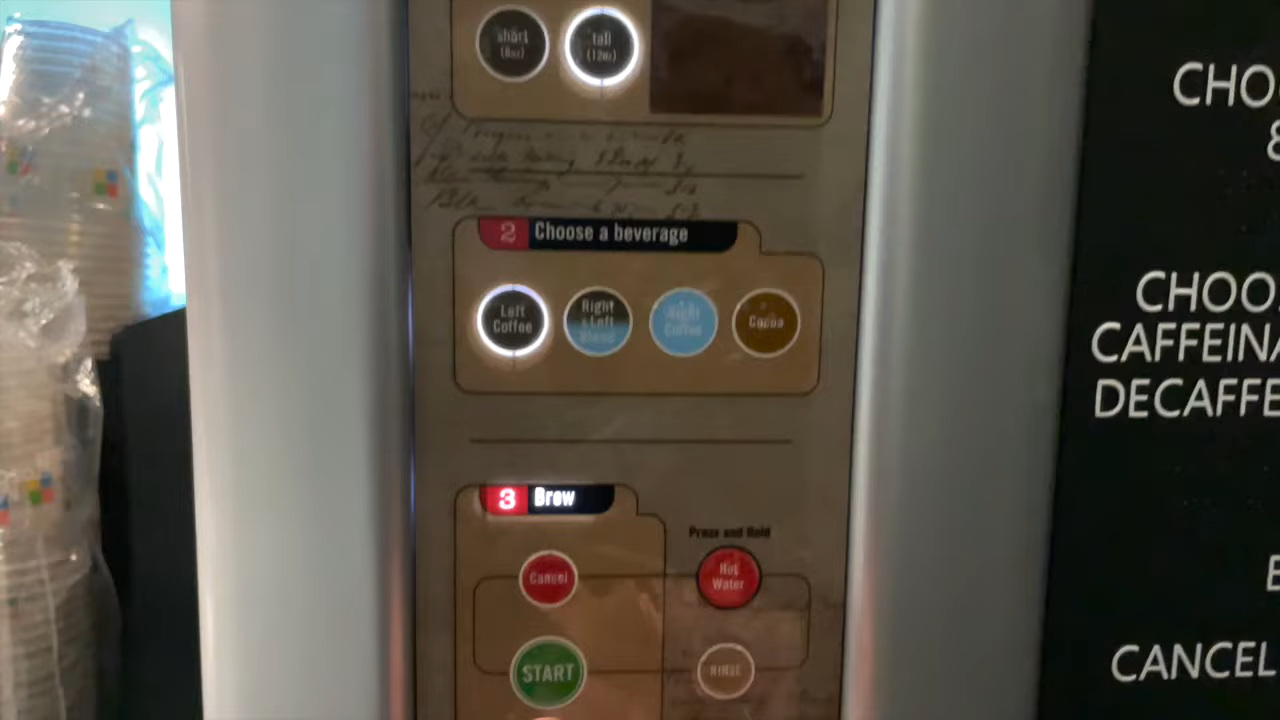 short
(8oz)
tall
(12oz)
2 Choose a beverage
Left
Coffee
Right
&Left
Blend
Right
Coffee
Cocoa
3 Brew
Press and Hold
Cancel
Hot
Water
START
RINSE
CHOO
&
CHOO
CAFFEINA
DECAFFE
CANCEL